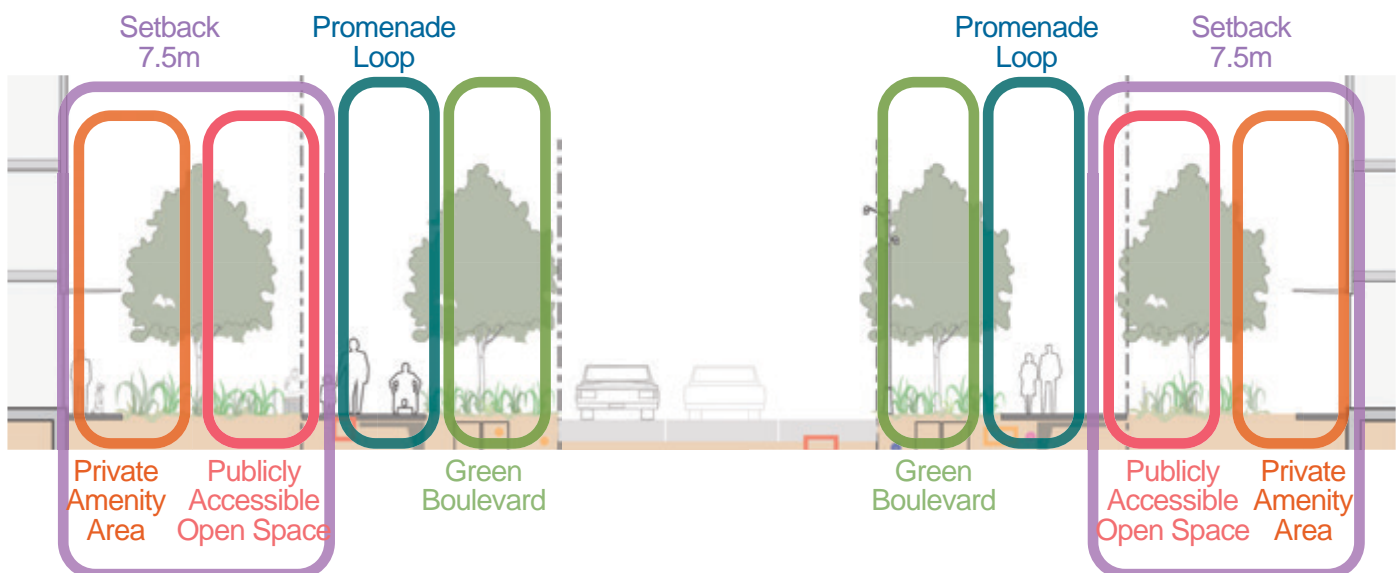 Setback
7.5m
Promenade
Loop
Promenade
Loop
Setback
7.5m
Private
Amenity
Area
Publicly
Accessible
Open Space
Green
Boulevard
Green
Boulevard
Publicly
Accessible
Open Space
Private
Amenity
Area